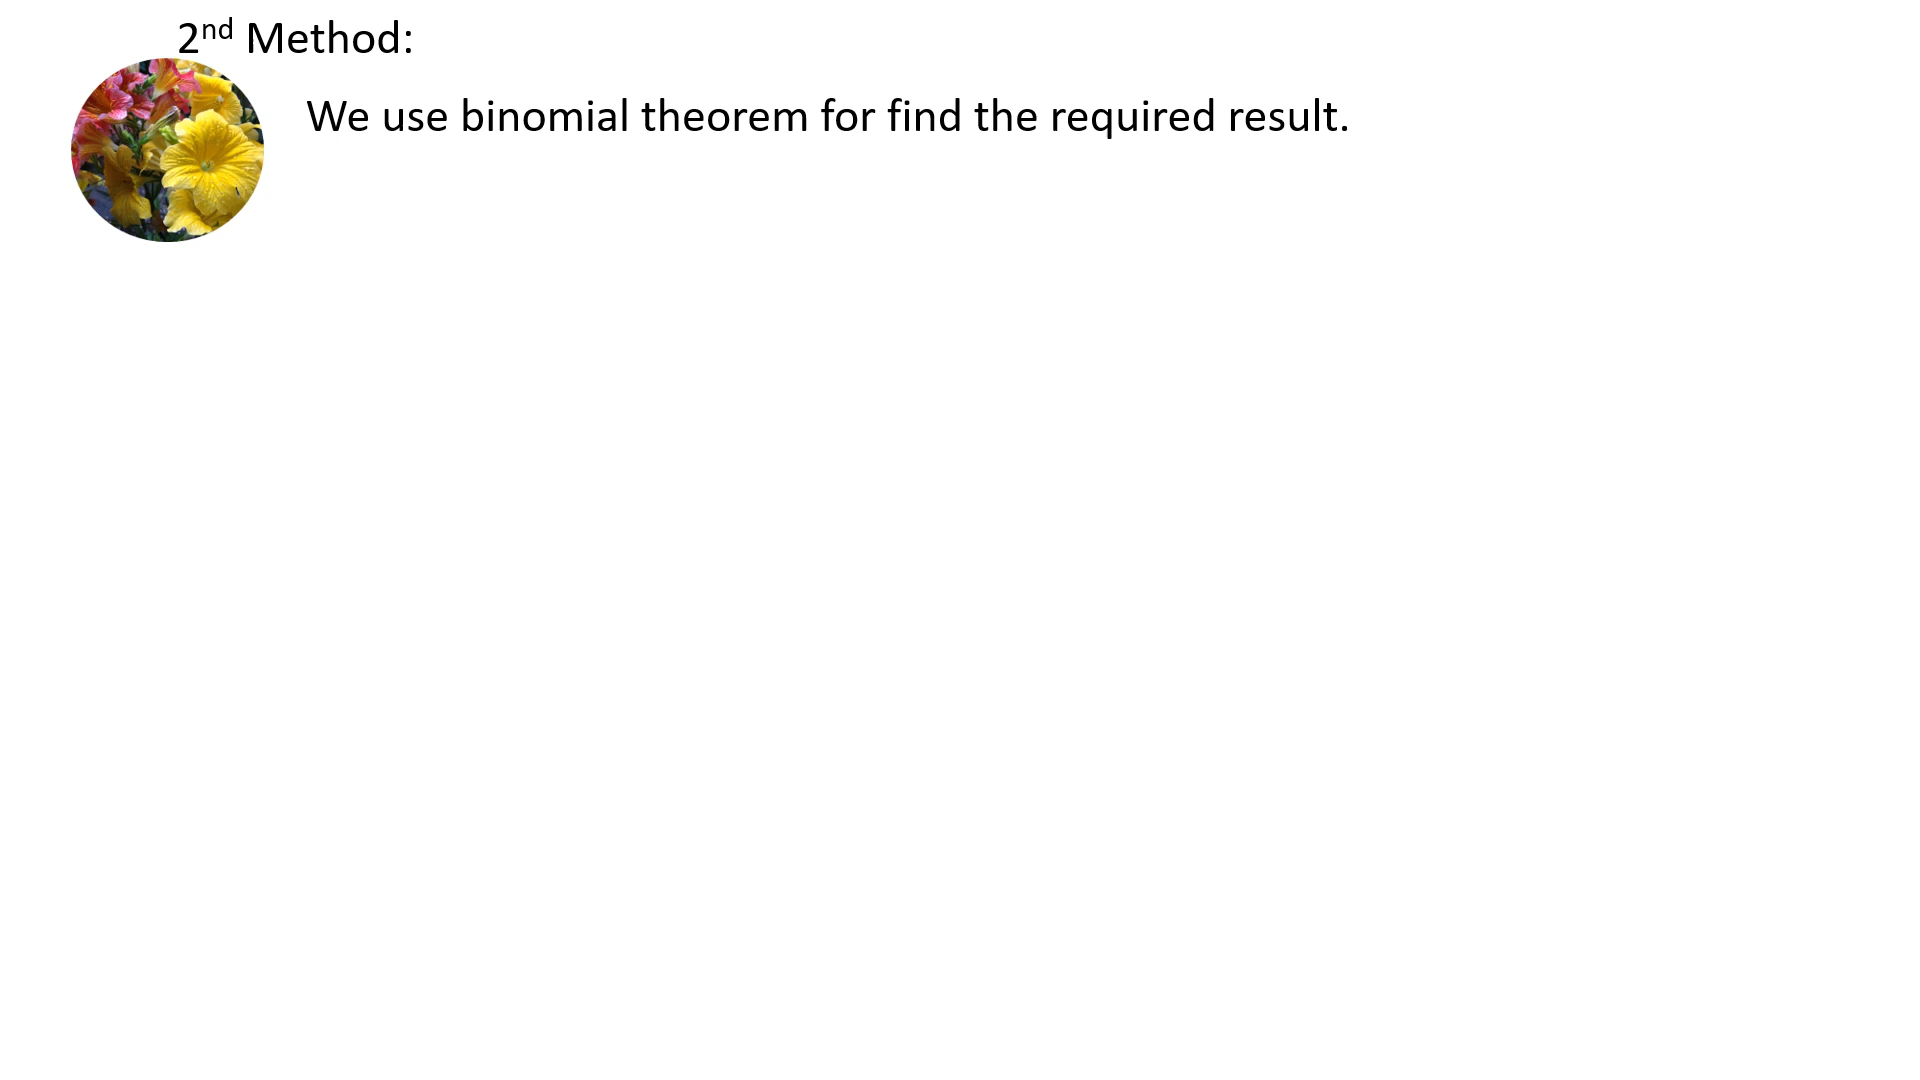 2nd Method:
We use binomial theorem for find the required result.